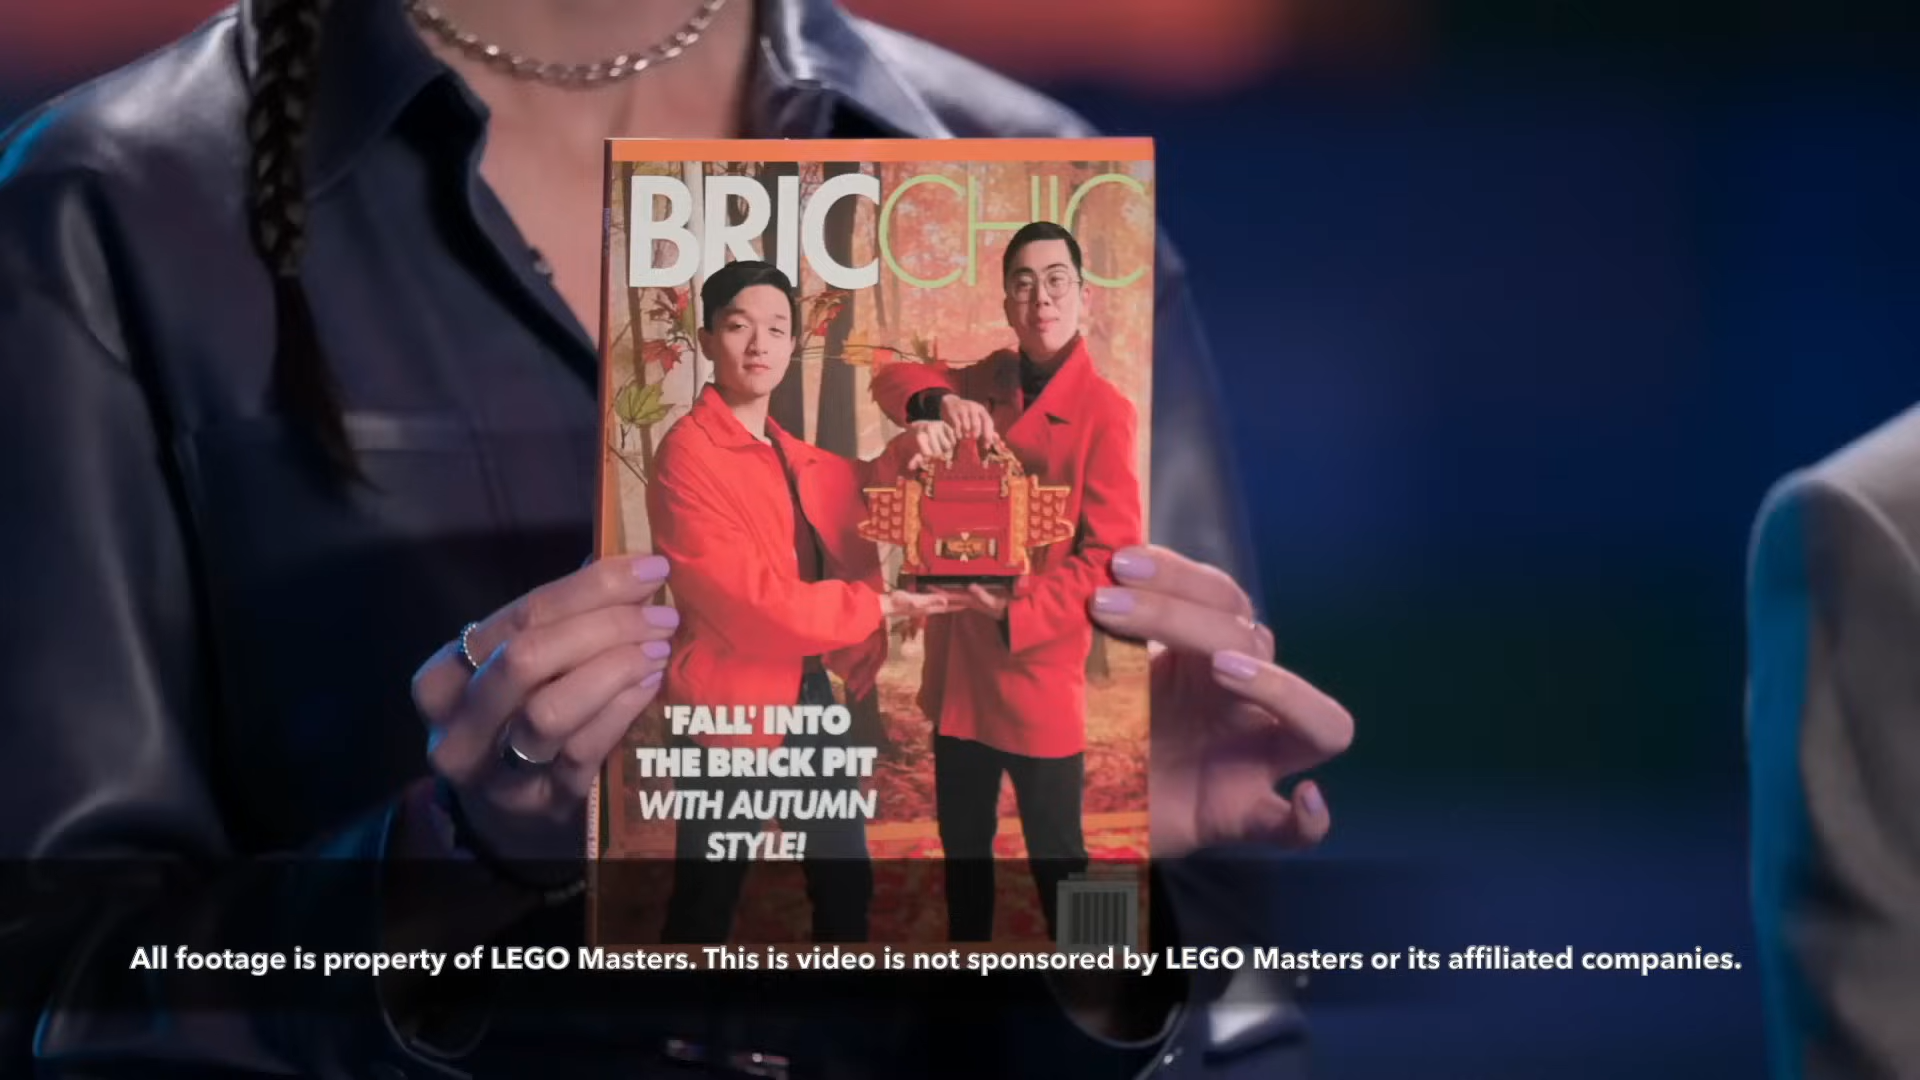 BRICCHIC
'FALL' INTO
THE BRICK PIT
WITH AUTUMN
STYLE!
All footage is property of LEGO Masters. This is video is not sponsored by LEGO Masters or its affiliated companies.